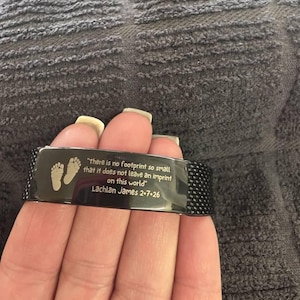 "There is no footprint so small
that it does not leave an imprint
on this world"
Lachlan James 2•7•26